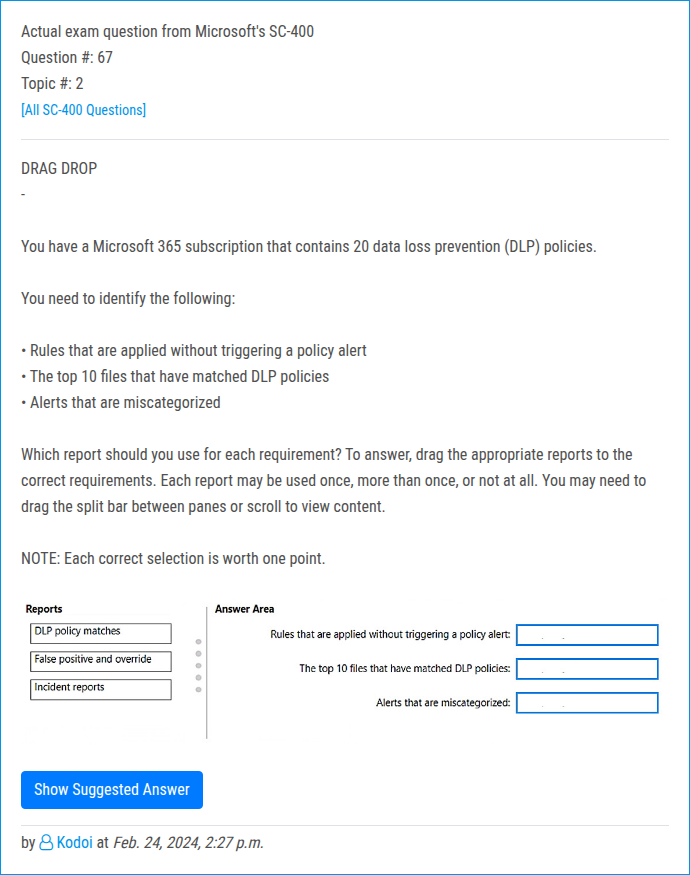 Actual exam question from Microsoft's SC-400
Question #: 67
Topic #: 2
[All SC-400 Questions]
DRAG DROP
-
You have a Microsoft 365 subscription that contains 20 data loss prevention (DLP) policies.
You need to identify the following:
• Rules that are applied without triggering a policy alert
• The top 10 files that have matched DLP policies
• Alerts that are miscategorized
Which report should you use for each requirement? To answer, drag the appropriate reports to the
correct requirements. Each report may be used once, more than once, or not at all. You may need to
drag the split bar between panes or scroll to view content.
NOTE: Each correct selection is worth one point.
Reports
DLP policy matches
False positive and override
Incident reports
Answer Area
Rules that are applied without triggering a policy alert:
The top 10 files that have matched DLP policies:
Alerts that are miscategorized:
Show Suggested Answer
by Kodoi at Feb. 24, 2024, 2:27 p.m.